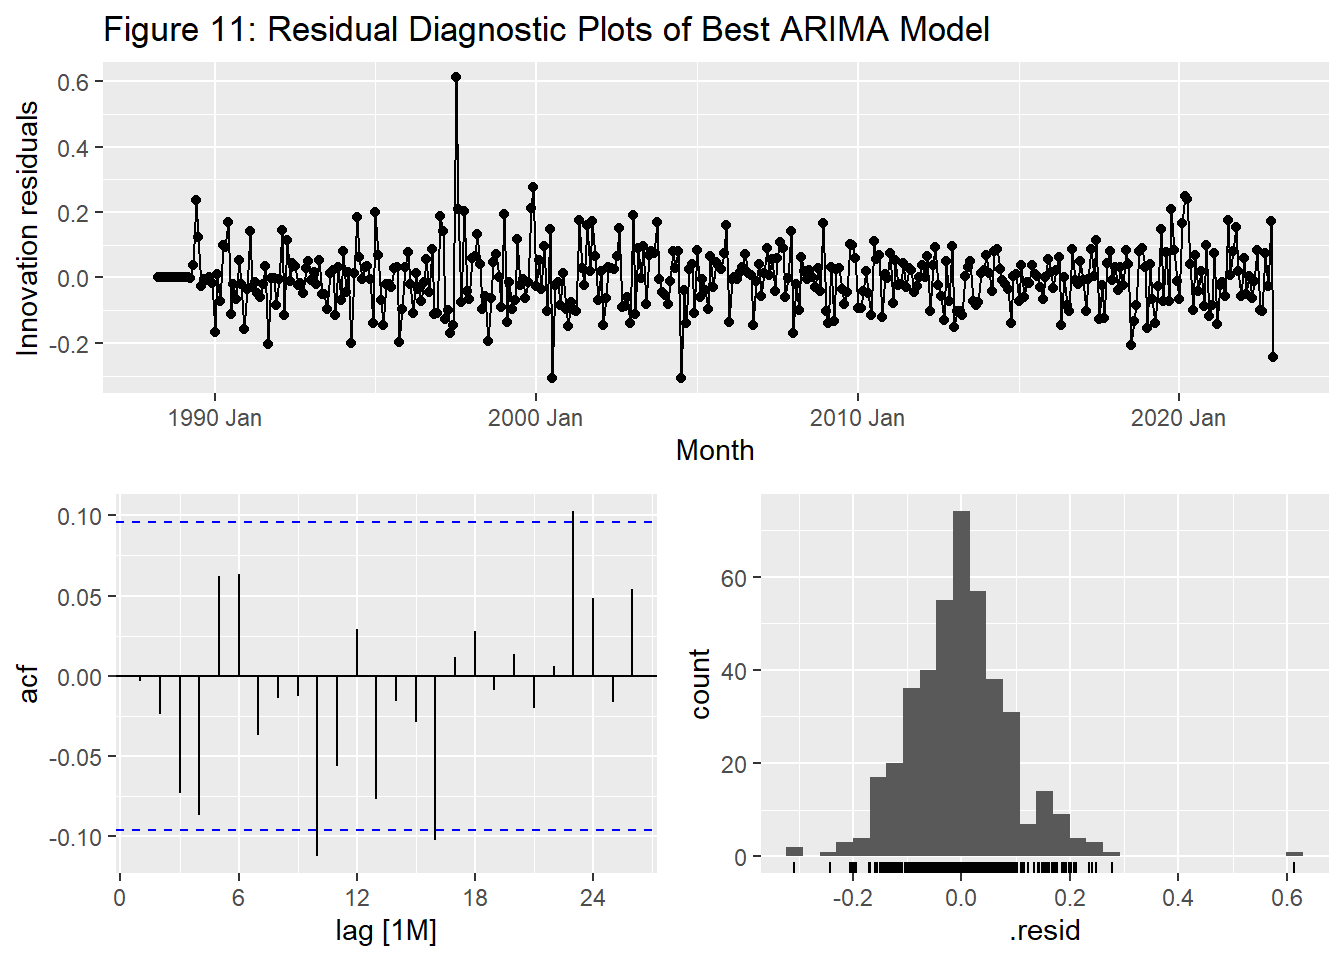 Figure 11: Residual Diagnostic Plots of Best ARIMA Model
Innovation residuals
0.6
0.4
0.2
0.0
-0.2
1990 Jan
2000 Jan
2010 Jan
2020 Jan
Month
acf
0.10
0.05
0.00
-0.05
-0.10
0
6
12
18
24
lag [1M]
count
60
40
20
0
-0.2
0.0
0.2
0.4
0.6
.resid